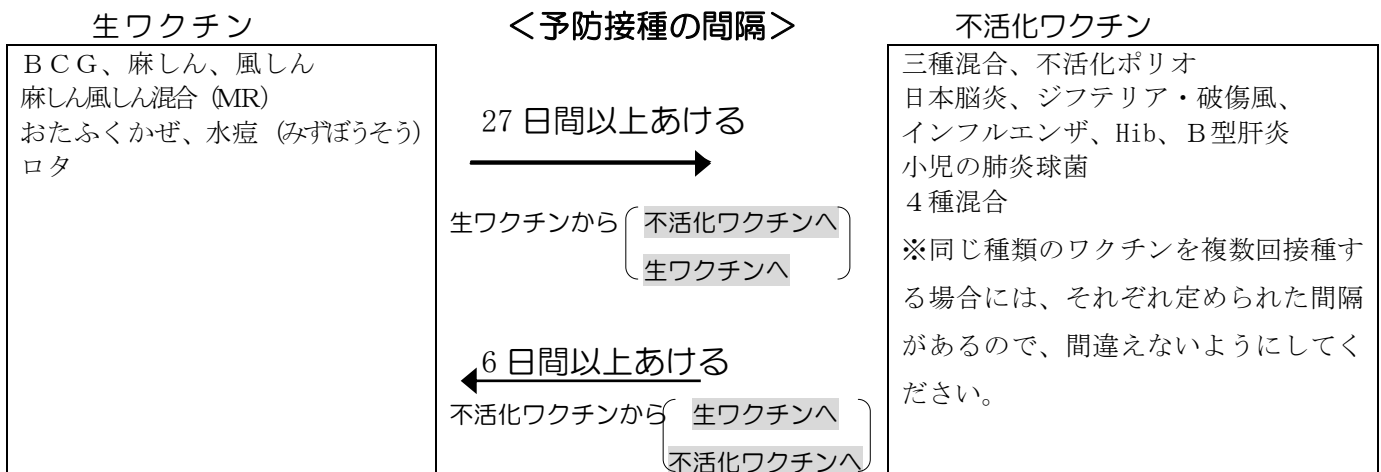 生ワクチン
ＢＣＧ、麻しん、風しん
麻しん風しん混合（MR）
おたふくかぜ、水痘（みずぼうそう）
ロタ
＜予防接種の間隔＞
27 日間以上あける
生ワクチンから
不活化ワクチンへ
生ワクチンへ
6 日間以上あける
不活化ワクチンから
生ワクチンへ
不活化ワクチンへ
不活化ワクチン
三種混合、不活化ポリオ
日本脳炎、ジフテリア・破傷風、
インフルエンザ、Hib、Ｂ型肝炎
小児の肺炎球菌
４種混合
※同じ種類のワクチンを複数回接種す
る場合には、それぞれ定められた間隔
があるので、間違えないようにしてく
ださい。